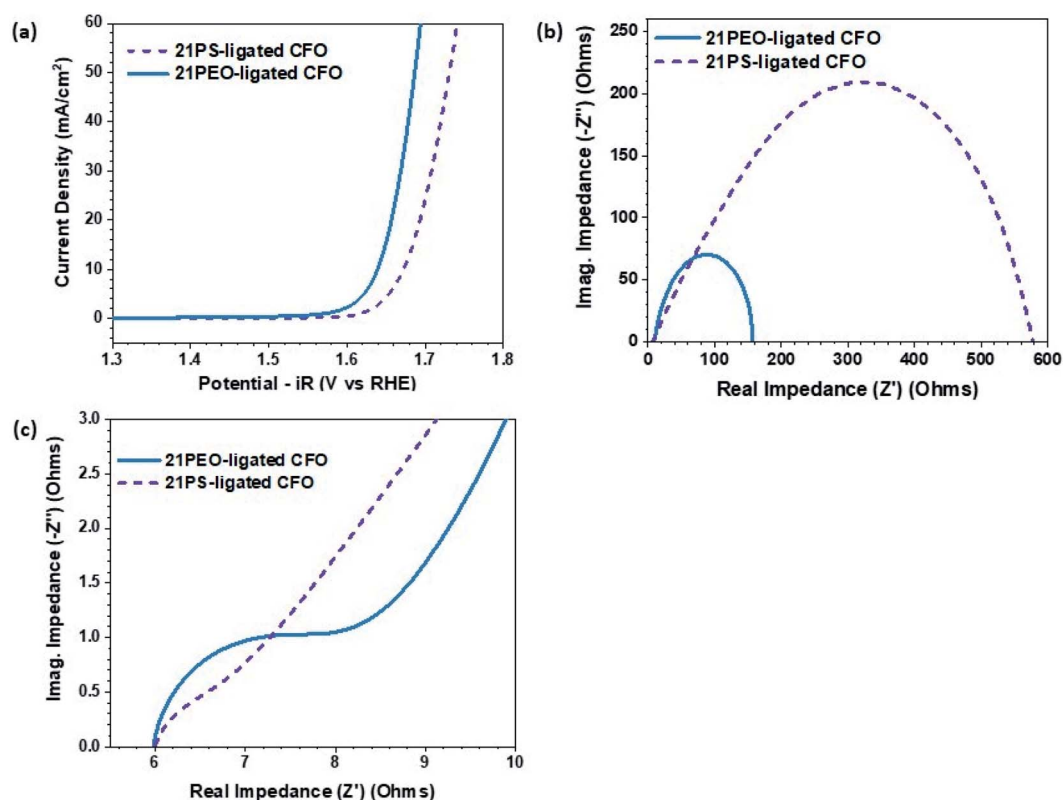 (a)
21PS-ligated CFO
21PEO-ligated CFO
Current Density (mA/cm²)
60
50
40
30
20
10
0
1.3 1.4 1.5 1.6 1.7 1.8
Potential - iR (V vs RHE)
(b)
21PEO-ligated CFO
21PS-ligated CFO
Imag. Impedance (-Z") (Ohms)
250
200
150
100
50
0
0 100 200 300 400 500 600
Real Impedance (Z') (Ohms)
(c)
21PEO-ligated CFO
21PS-ligated CFO
Imag. Impedance (-Z") (Ohms)
3.0
2.5
2.0
1.5
1.0
0.5
0.0
6 7 8 9 10
Real Impedance (Z') (Ohms)